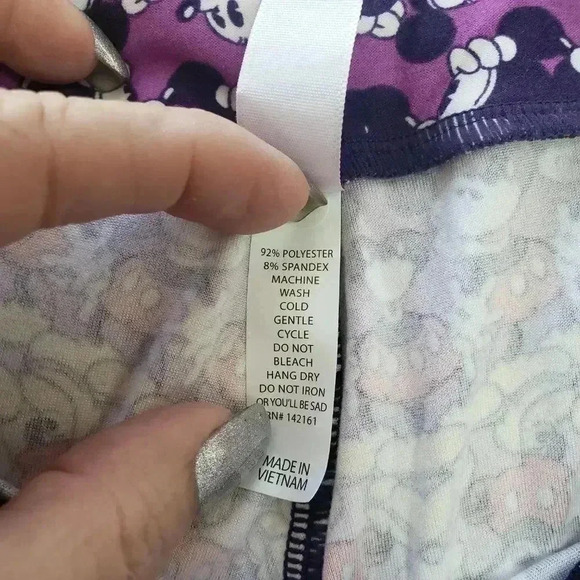 92% POLYESTER
8% SPANDEX
MACHINE
WASH
COLD
GENTLE
CYCLE
DO NOT
BLEACH
HANG DRY
DO NOT IRON
OR YOU'LL BE SAD
RN# 142161
MADE IN
VIETNAM